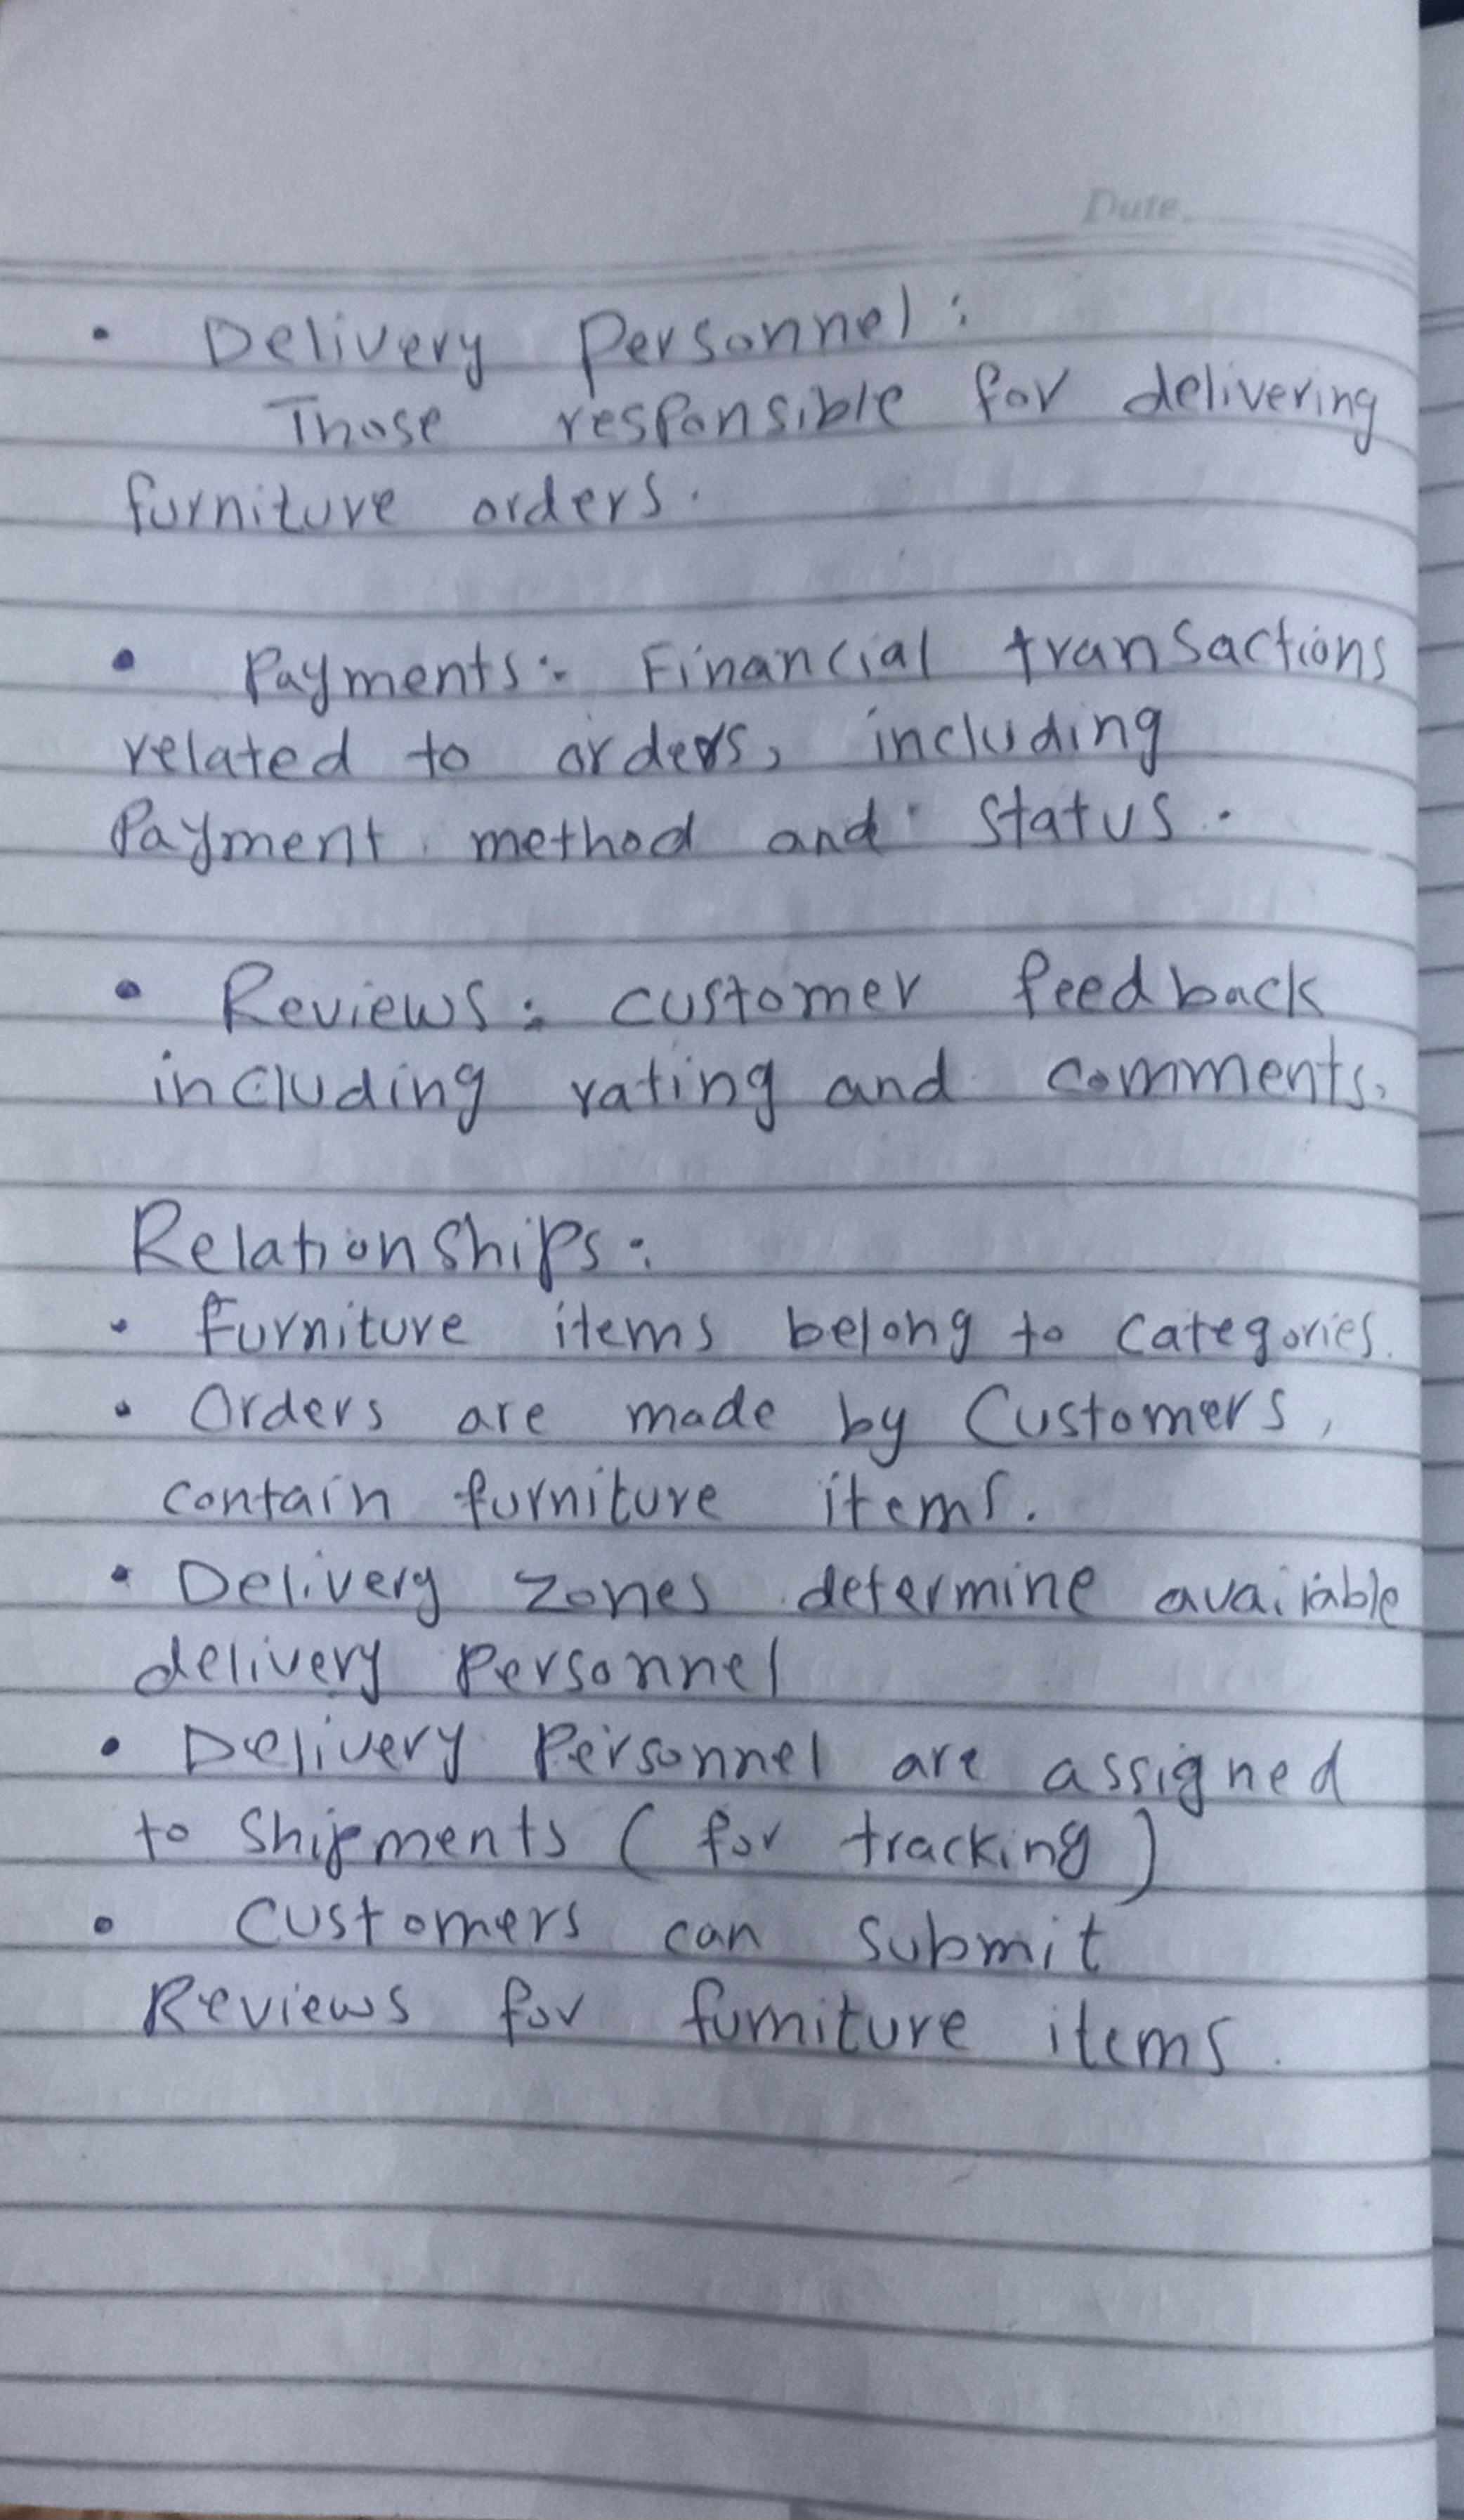 Date.
• Delivery Personnel:
Those responsible for delivering
furniture orders.
• Payments:- Financial transactions
related to orders, including
Payment method and status.
• Reviews: customer feedback
including rating and comments.
Relationships:
• furniture items belong to categories.
• Orders are made by Customers,
contain furniture items.
• Delivery zones determine available
delivery Personnel
• Delivery Personnel are assigned
to Shipments (for tracking)
• Customers can submit
Reviews for furniture items.